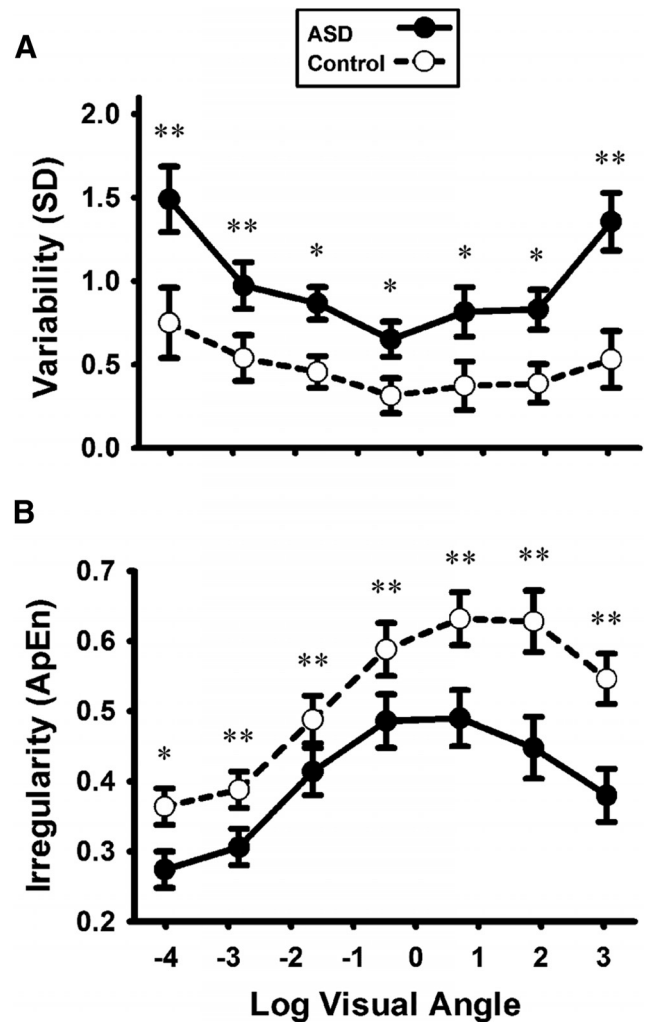 ASD
Control
A
2.0
1.5
1.0
0.5
0.0
Variability (SD)
** ** * * * * **
B
0.7
0.6
0.5
0.4
0.3
0.2
Irregularity (ApEn)
* ** ** ** ** ** **
-4 -3 -2 -1 0 1 2 3
Log Visual Angle